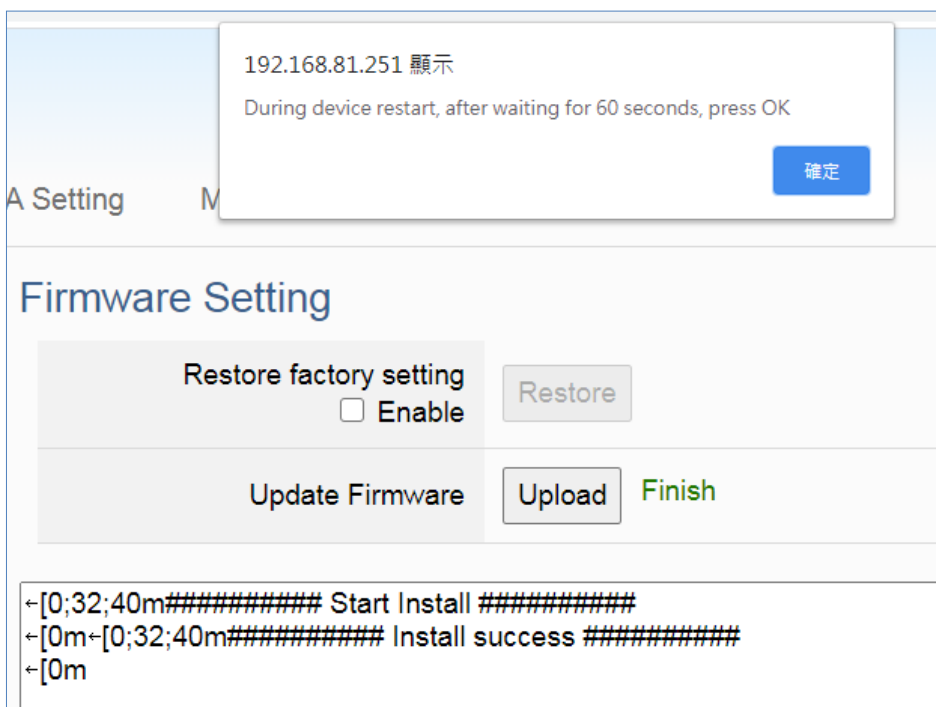 192.168.81.251 顯示
During device restart, after waiting for 60 seconds, press OK
確定
A Setting
Firmware Setting
Restore factory setting
Enable
Restore
Update Firmware
Upload
Finish
←[0;32;40m########## Start Install ##########
←[0m←[0;32;40m########## Install success ##########
←[0m